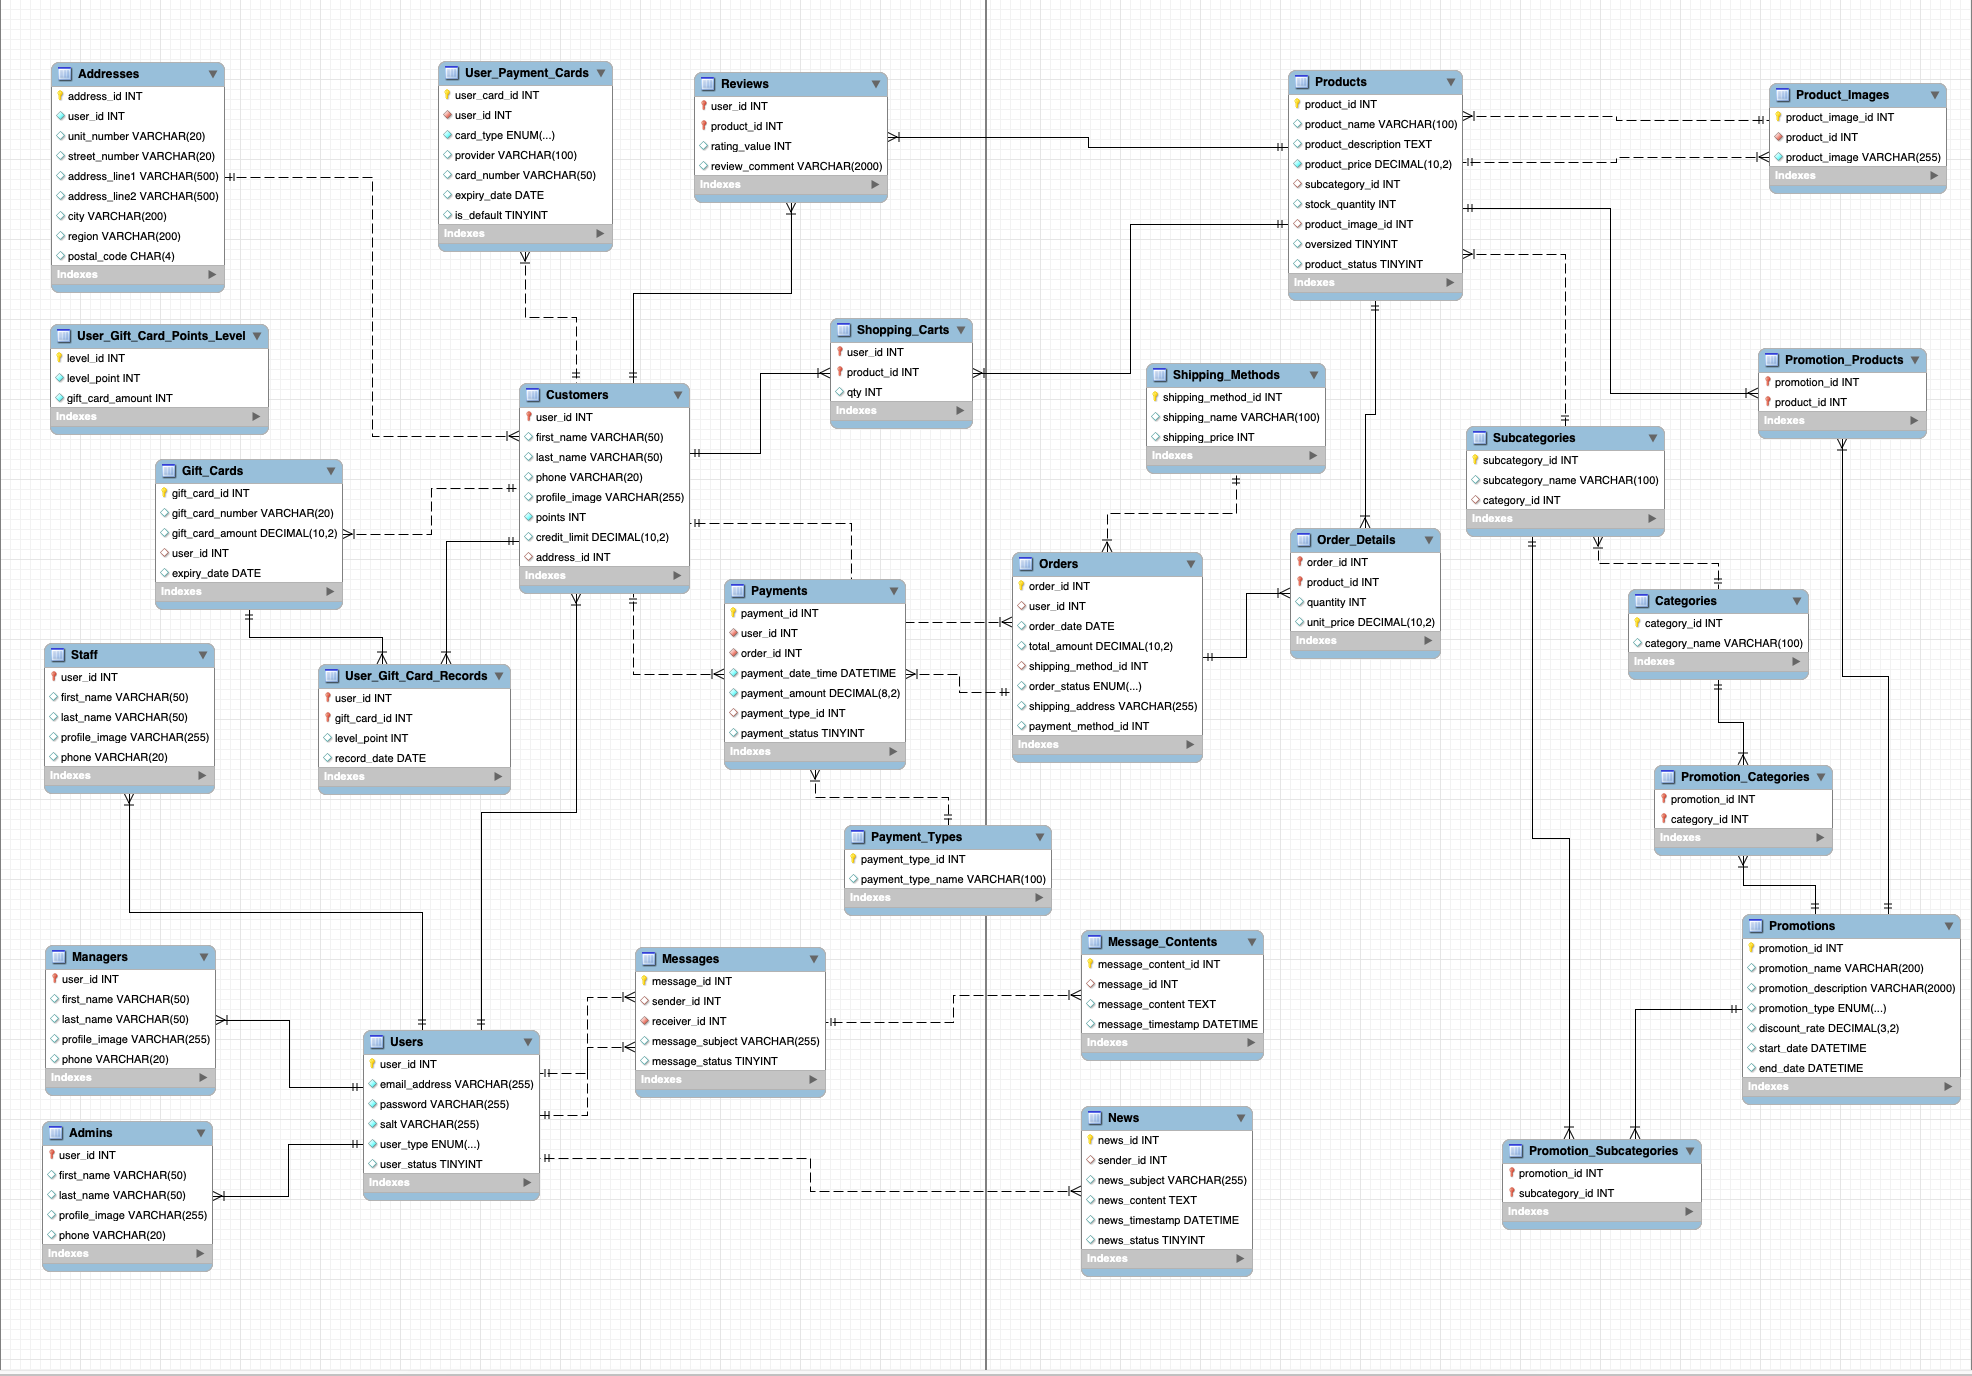 Addresses
address_id INT
user_id INT
unit_number VARCHAR(20)
street_number VARCHAR(20)
address_line1 VARCHAR(500)
address_line2 VARCHAR(500)
city VARCHAR(200)
region VARCHAR(200)
postal_code CHAR(4)
Indexes
User_Payment_Cards
user_card_id INT
user_id INT
card_type ENUM(...)
provider VARCHAR(100)
card_number VARCHAR(50)
expiry_date DATE
is_default TINYINT
Indexes
Reviews
user_id INT
product_id INT
rating_value INT
review_comment VARCHAR(2000)
Indexes
Products
product_id INT
product_name VARCHAR(100)
product_description TEXT
product_price DECIMAL(10,2)
subcategory_id INT
stock_quantity INT
product_image_id INT
oversized TINYINT
product_status TINYINT
Indexes
Product_Images
product_image_id INT
product_id INT
product_image VARCHAR(255)
Indexes
User_Gift_Card_Points_Level
level_id INT
level_point INT
gift_card_amount INT
Indexes
Shopping_Carts
user_id INT
product_id INT
qty INT
Indexes
Shipping_Methods
shipping_method_id INT
shipping_name VARCHAR(100)
shipping_price INT
Indexes
Promotion_Products
promotion_id INT
product_id INT
Indexes
Customers
user_id INT
first_name VARCHAR(50)
last_name VARCHAR(50)
phone VARCHAR(20)
profile_image VARCHAR(255)
points INT
credit_limit DECIMAL(10,2)
address_id INT
Indexes
Subcategories
subcategory_id INT
subcategory_name VARCHAR(100)
category_id INT
Indexes
Gift_Cards
gift_card_id INT
gift_card_number VARCHAR(20)
gift_card_amount DECIMAL(10,2)
user_id INT
expiry_date DATE
Indexes
Payments
payment_id INT
user_id INT
order_id INT
payment_date_time DATETIME
payment_amount DECIMAL(8,2)
payment_type_id INT
payment_status TINYINT
Indexes
Orders
order_id INT
user_id INT
order_date DATE
total_amount DECIMAL(10,2)
shipping_method_id INT
order_status ENUM(...)
shipping_address VARCHAR(255)
payment_method_id INT
Indexes
Order_Details
order_id INT
product_id INT
quantity INT
unit_price DECIMAL(10,2)
Indexes
Categories
category_id INT
category_name VARCHAR(100)
Indexes
Staff
user_id INT
first_name VARCHAR(50)
last_name VARCHAR(50)
profile_image VARCHAR(255)
phone VARCHAR(20)
Indexes
User_Gift_Card_Records
user_id INT
gift_card_id INT
level_point INT
record_date DATE
Indexes
Promotion_Categories
promotion_id INT
category_id INT
Indexes
Payment_Types
payment_type_id INT
payment_type_name VARCHAR(100)
Indexes
Managers
user_id INT
first_name VARCHAR(50)
last_name VARCHAR(50)
profile_image VARCHAR(255)
phone VARCHAR(20)
Indexes
Messages
message_id INT
sender_id INT
receiver_id INT
message_subject VARCHAR(255)
message_status TINYINT
Indexes
Message_Contents
message_content_id INT
message_id INT
message_content TEXT
message_timestamp DATETIME
Indexes
Promotions
promotion_id INT
promotion_name VARCHAR(200)
promotion_description VARCHAR(2000)
promotion_type ENUM(...)
discount_rate DECIMAL(3,2)
start_date DATETIME
end_date DATETIME
Indexes
Users
user_id INT
email_address VARCHAR(255)
password VARCHAR(255)
salt VARCHAR(255)
user_type ENUM(...)
user_status TINYINT
Indexes
Admins
user_id INT
first_name VARCHAR(50)
last_name VARCHAR(50)
profile_image VARCHAR(255)
phone VARCHAR(20)
Indexes
News
news_id INT
sender_id INT
news_subject VARCHAR(255)
news_content TEXT
news_timestamp DATETIME
news_status TINYINT
Indexes
Promotion_Subcategories
promotion_id INT
subcategory_id INT
Indexes